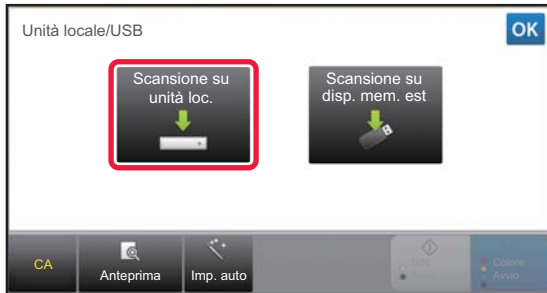 Unità locale/USB
OK
Scansione su
unità loc.
Scansione su
disp. mem. est
CA
Anteprima
Imp. auto
B/N
Avvio
Colore
Avvio